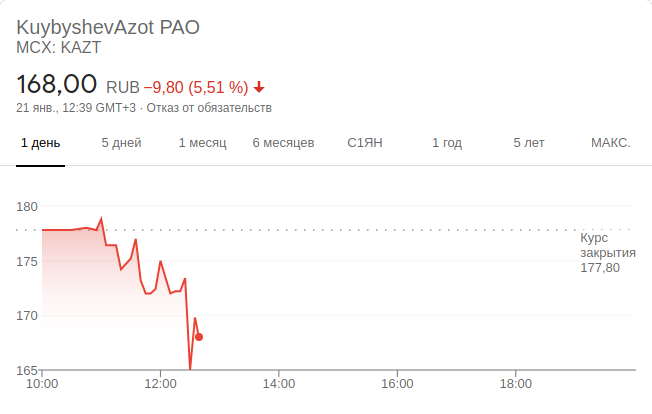 KuybyshevAzot PAO
MCX: KAZT
168,00 RUB −9,80 (5,51 %)
21 янв., 12:39 GMT+3 · Отказ от обязательств
1 день 5 дней 1 месяц 6 месяцев С1ЯН 1 год 5 лет МАКС.
180
Курс
закрытия
177,80
175
170
165
10:00 12:00 14:00 16:00 18:00